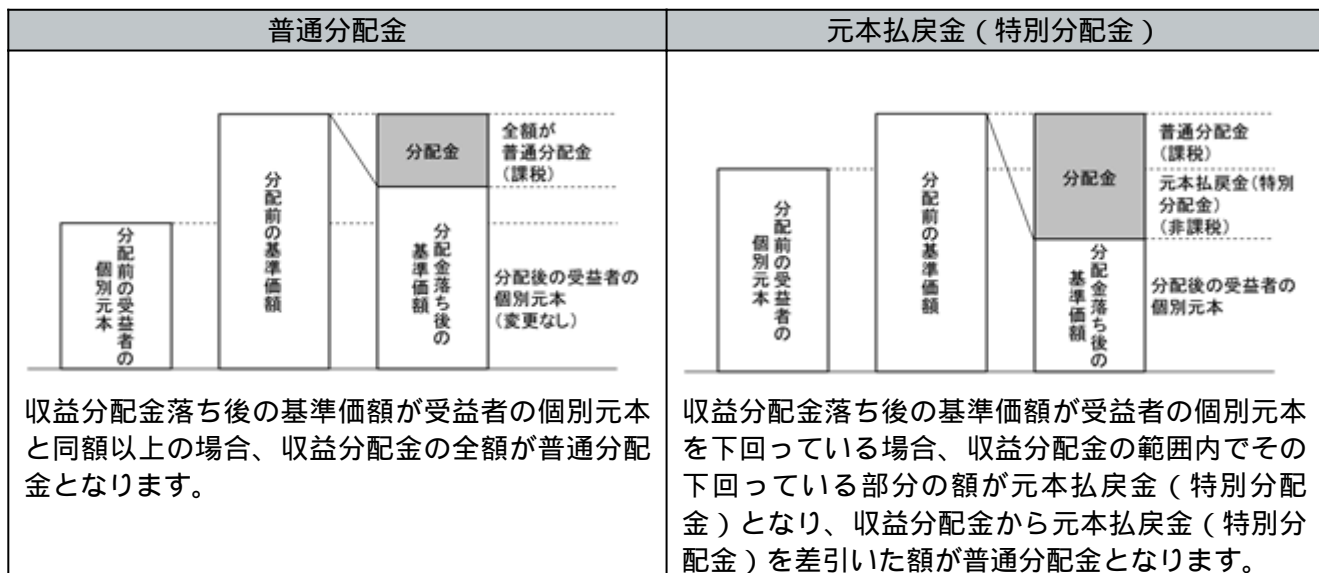 普通分配金
分配前の受益者の
個別元本
分配前の基準価額
分配金
分配金落ち後の
基準価額
全額が
普通分配金
(課税)
分配後の受益者の
個別元本
(変更なし)
収益分配金落ち後の基準価額が受益者の個別元本
と同額以上の場合、収益分配金の全額が普通分配
金となります。
元本払戻金(特別分配金)
分配前の受益者の
個別元本
分配前の基準価額
分配金
分配金落ち後の
基準価額
普通分配金
(課税)
元本払戻金(特別
分配金)
(非課税)
分配後の受益者の
個別元本
収益分配金落ち後の基準価額が受益者の個別元本
を下回っている場合、収益分配金の範囲内でその
下回っている部分の額が元本払戻金(特別分配
金)となり、収益分配金から元本払戻金(特別分
配金)を差引いた額が普通分配金となります。